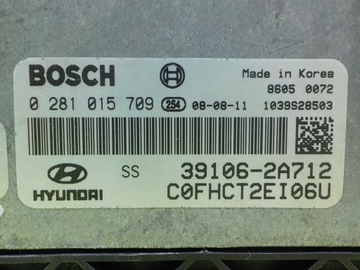 BOSCH
Made in Korea
8605 0072
0 281 015 709 254 08-08-11 1039S28503
HYUNDAI
SS
39106-2A712
C0FHCT2EI06U